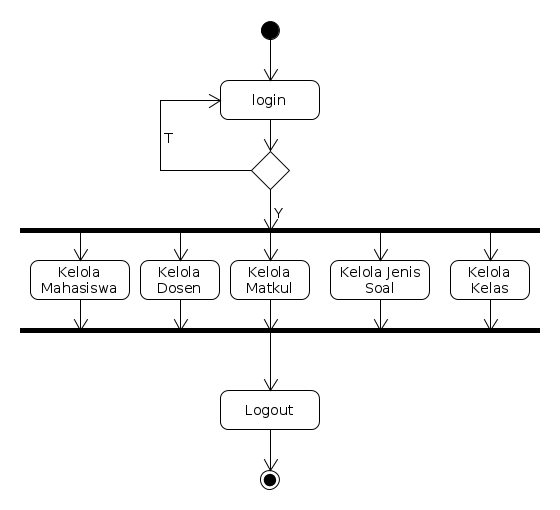 login
T
Y
Kelola
Mahasiswa
Kelola
Dosen
Kelola
Matkul
Kelola Jenis
Soal
Kelola
Kelas
Logout